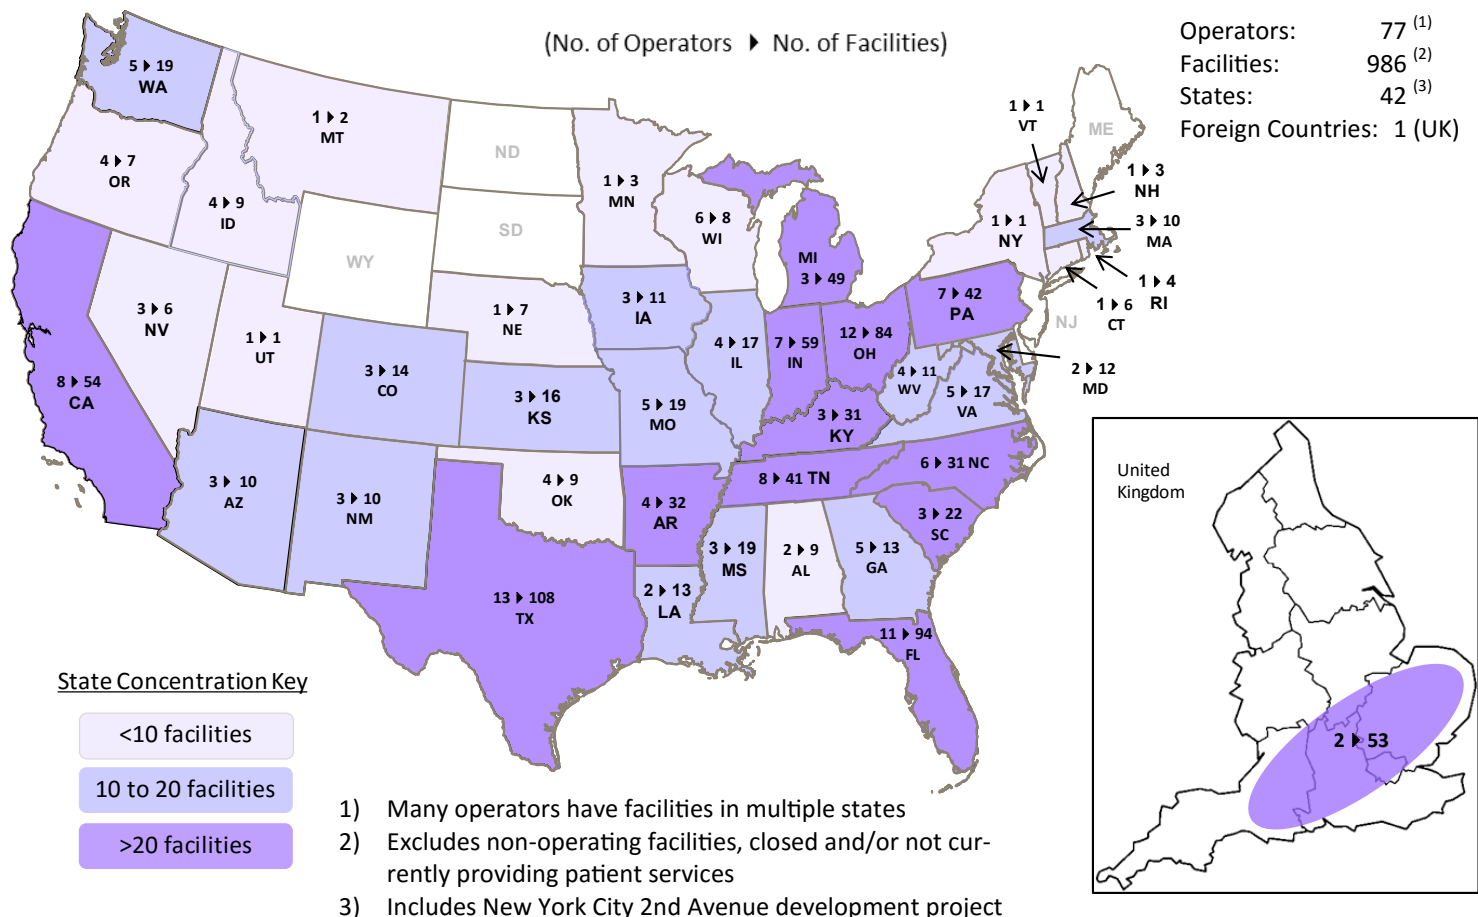 (No. of Operators ▶ No. of Facilities)
Operators: 77 (1)
Facilities: 986 (2)
States: 42 (3)
Foreign Countries: 1 (UK)
5 ▶ 19
WA
1 ▶ 2
MT
ND
4 ▶ 7
OR
4 ▶ 9
ID
WY
SD
1 ▶ 3
MN
6 ▶ 8
WI
MI
3 ▶ 49
1 ▶ 1
VT
ME
1 ▶ 3
NH
1 ▶ 1
NY
3 ▶ 10
MA
1 ▶ 4
RI
1 ▶ 6
CT
NJ
3 ▶ 6
NV
1 ▶ 1
UT
1 ▶ 7
NE
3 ▶ 11
IA
4 ▶ 17
IL
7 ▶ 59
IN
12 ▶ 84
OH
7 ▶ 42
PA
2 ▶ 12
MD
8 ▶ 54
CA
3 ▶ 14
CO
3 ▶ 16
KS
5 ▶ 19
MO
3 ▶ 31
KY
4 ▶ 11
WV
5 ▶ 17
VA
3 ▶ 10
AZ
3 ▶ 10
NM
4 ▶ 9
OK
4 ▶ 32
AR
8 ▶ 41 TN
6 ▶ 31 NC
3 ▶ 22
SC
13 ▶ 108
TX
2 ▶ 13
LA
3 ▶ 19
MS
2 ▶ 9
AL
5 ▶ 13
GA
11 ▶ 94
FL
United
Kingdom
2 ▶ 53
State Concentration Key
<10 facilities
10 to 20 facilities
>20 facilities
1) Many operators have facilities in multiple states
2) Excludes non-operating facilities, closed and/or not cur-
rently providing patient services
3) Includes New York City 2nd Avenue development project